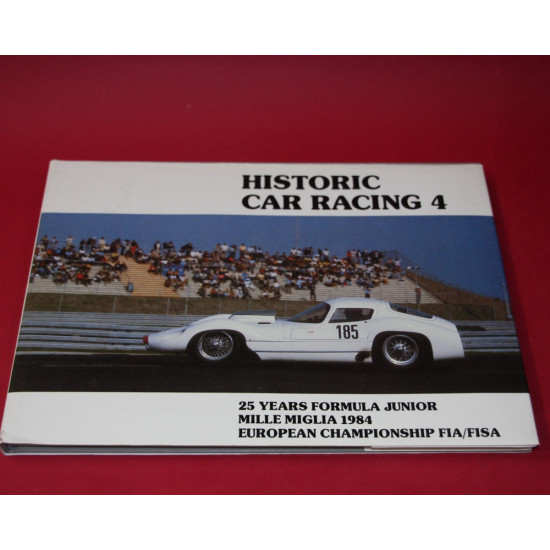 HISTORIC
CAR RACING 4
185
25 YEARS FORMULA JUNIOR
MILLE MIGLIA 1984
EUROPEAN CHAMPIONSHIP FIA/FISA